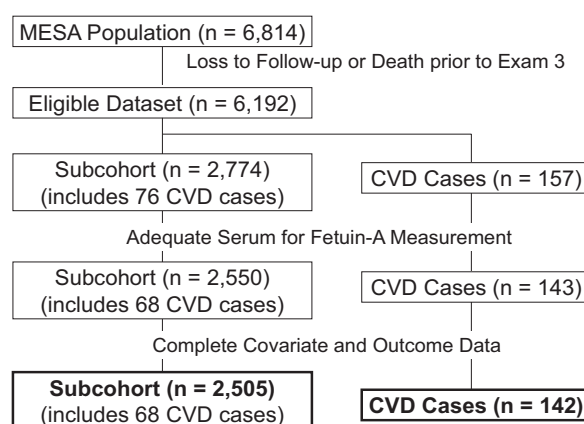 MESA Population (n = 6,814)
Loss to Follow-up or Death prior to Exam 3
Eligible Dataset (n = 6,192)
Subcohort (n = 2,774)
(includes 76 CVD cases)
CVD Cases (n = 157)
Adequate Serum for Fetuin-A Measurement
Subcohort (n = 2,550)
(includes 68 CVD cases)
CVD Cases (n = 143)
Complete Covariate and Outcome Data
Subcohort (n = 2,505)
(includes 68 CVD cases)
CVD Cases (n = 142)